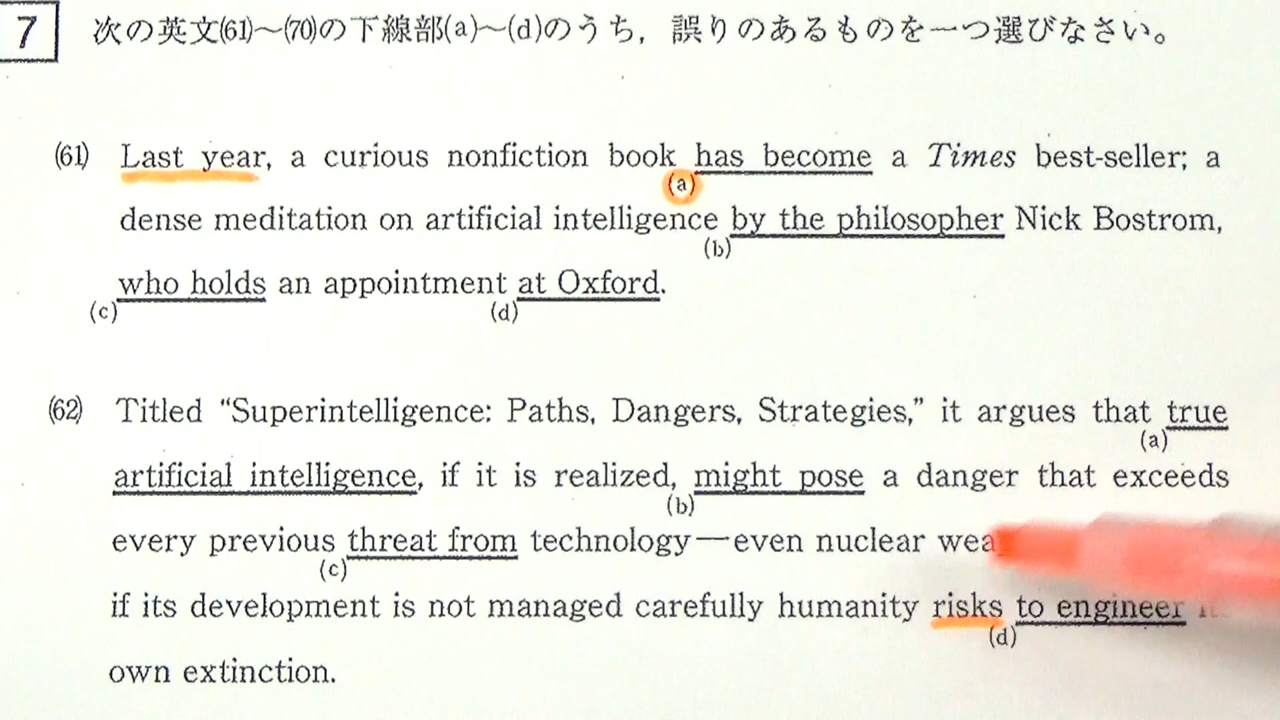 7 次の英文(61)～(70)の下線部(a)～(d)のうち，誤りのあるものを一つ選びなさい。
(61) Last year, a curious nonfiction book has become a Times best-seller; a
(a)
dense meditation on artificial intelligence by the philosopher Nick Bostrom,
(b)
who holds an appointment at Oxford.
(c) (d)
(62) Titled “Superintelligence: Paths, Dangers, Strategies,” it argues that true
(a)
artificial intelligence, if it is realized, might pose a danger that exceeds
(b)
every previous threat from technology—even nuclear
(c)
if its development is not managed carefully humanity risks to engineer
(d)
own extinction.